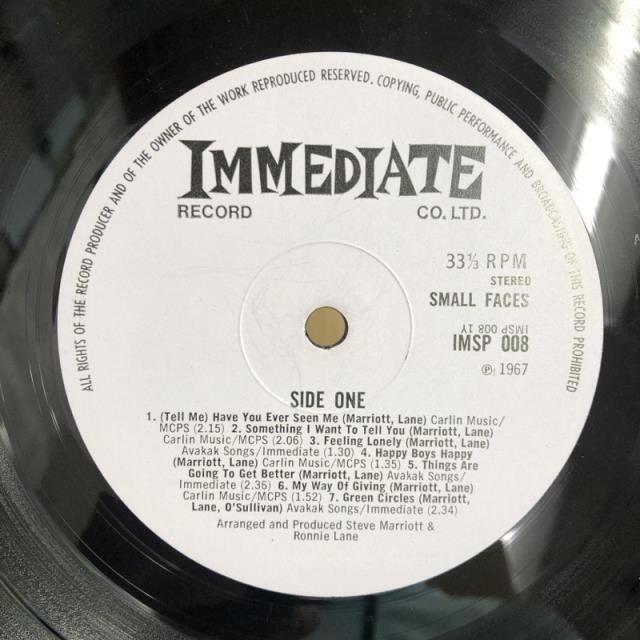 ALL RIGHTS OF THE RECORD PRODUCER AND OF THE OWNER OF THE WORK REPRODUCED RESERVED. COPYING, PUBLIC PERFORMANCE AND BROADCASTING OF THIS RECORD PROHIBITED
IMMEDIATE
RECORD CO. LTD.
33⅓ RPM
STEREO
SMALL FACES
IMSP 008 1Y
IMSP 008
℗ 1967
SIDE ONE
1. (Tell Me) Have You Ever Seen Me (Marriott, Lane) Carlin Music/
MCPS (2.15) 2. Something I Want To Tell You (Marriott, Lane)
Carlin Music/MCPS (2.06) 3. Feeling Lonely (Marriott, Lane)
Avakak Songs/Immediate (1.30) 4. Happy Boys Happy
(Marriott, Lane) Carlin Music/MCPS (1.35) 5. Things Are
Going To Get Better (Marriott, Lane) Avakak Songs/
Immediate (2.36) 6. My Way Of Giving (Marriott, Lane)
Carlin Music/MCPS (1.52) 7. Green Circles (Marriott,
Lane, O'Sullivan) Avakak Songs/Immediate (2.34)
Arranged and Produced Steve Marriott &
Ronnie Lane